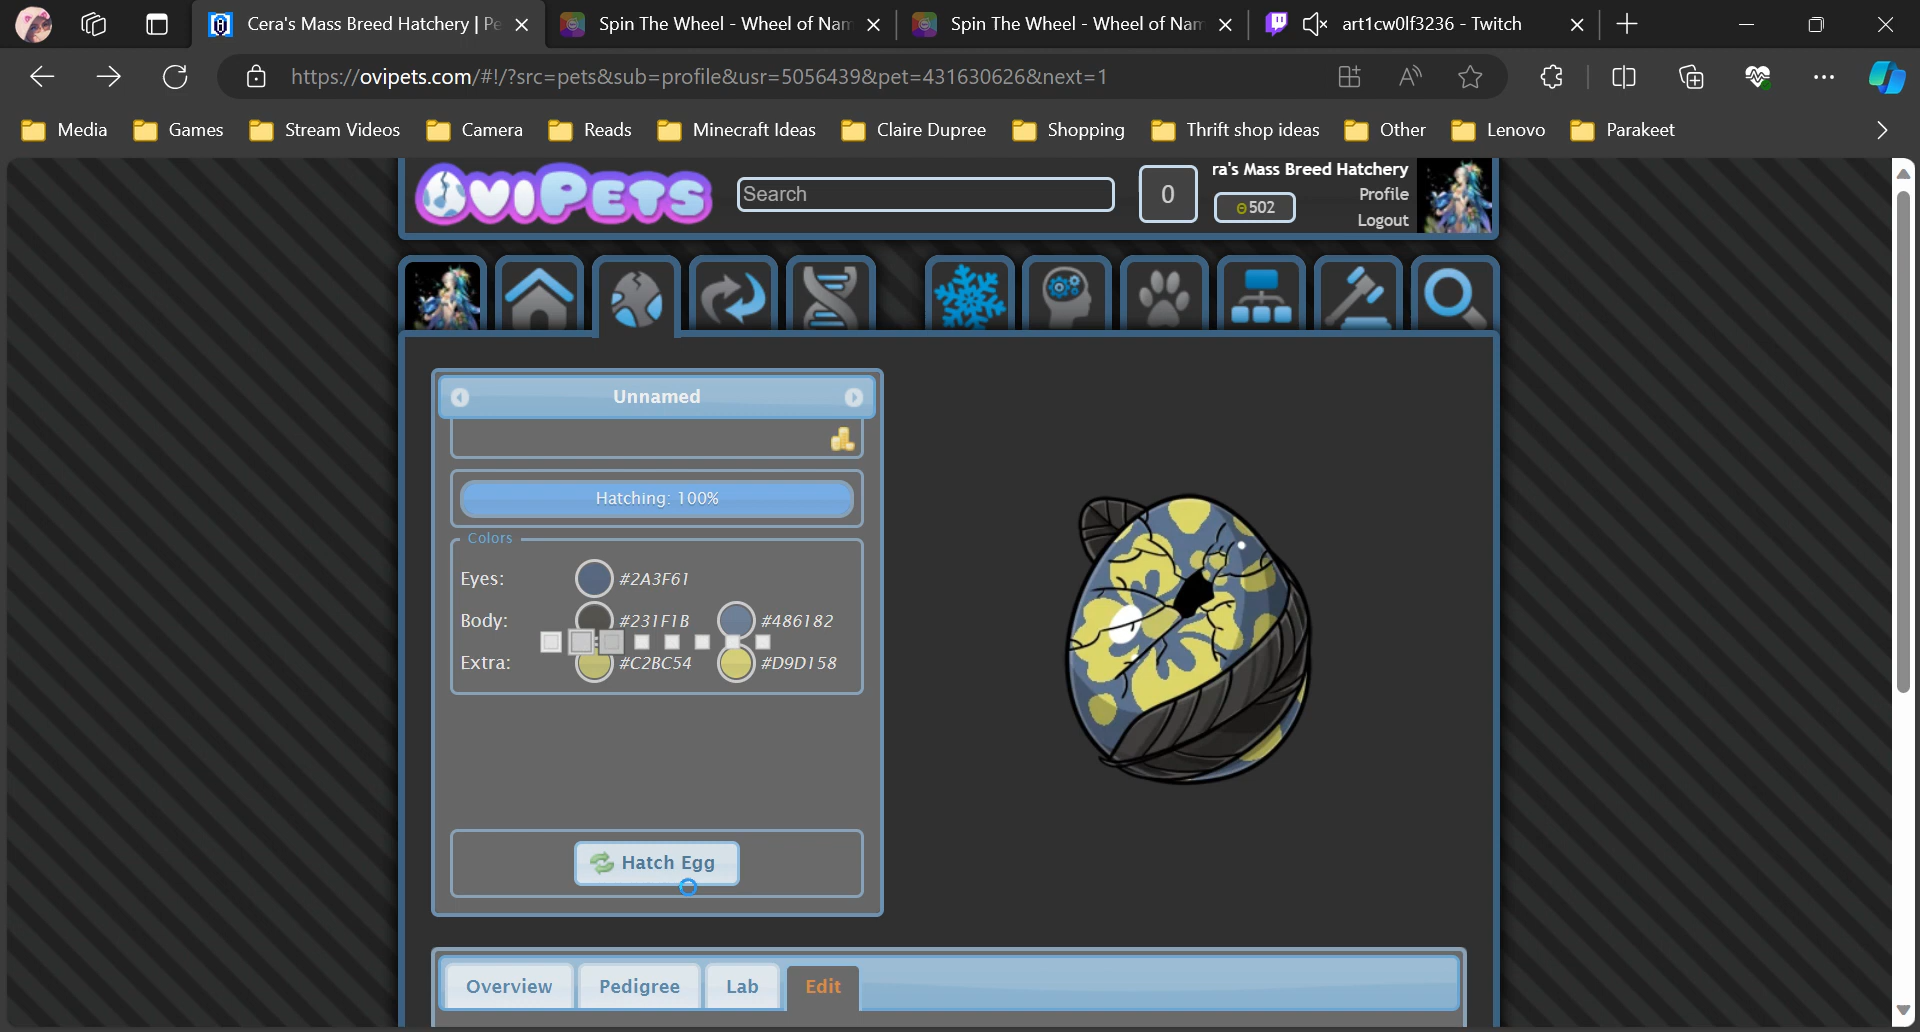 Cera's Mass Breed Hatchery | Pe
Spin The Wheel - Wheel of Nam
Spin The Wheel - Wheel of Nam
art1cw0lf3236 - Twitch
https://ovipets.com/#!/?src=pets&sub=profile&usr=5056439&pet=431630626&next=1
Media
Games
Stream Videos
Camera
Reads
Minecraft Ideas
Claire Dupree
Shopping
Thrift shop ideas
Other
Lenovo
Parakeet
OVIPETS
Search
0
ra's Mass Breed Hatchery
502
Profile
Logout
Unnamed
Hatching: 100%
Colors
Eyes: #2A3F61
Body: #231F1B #486182
Extra: #C2BC54 #D9D158
Hatch Egg
Overview
Pedigree
Lab
Edit